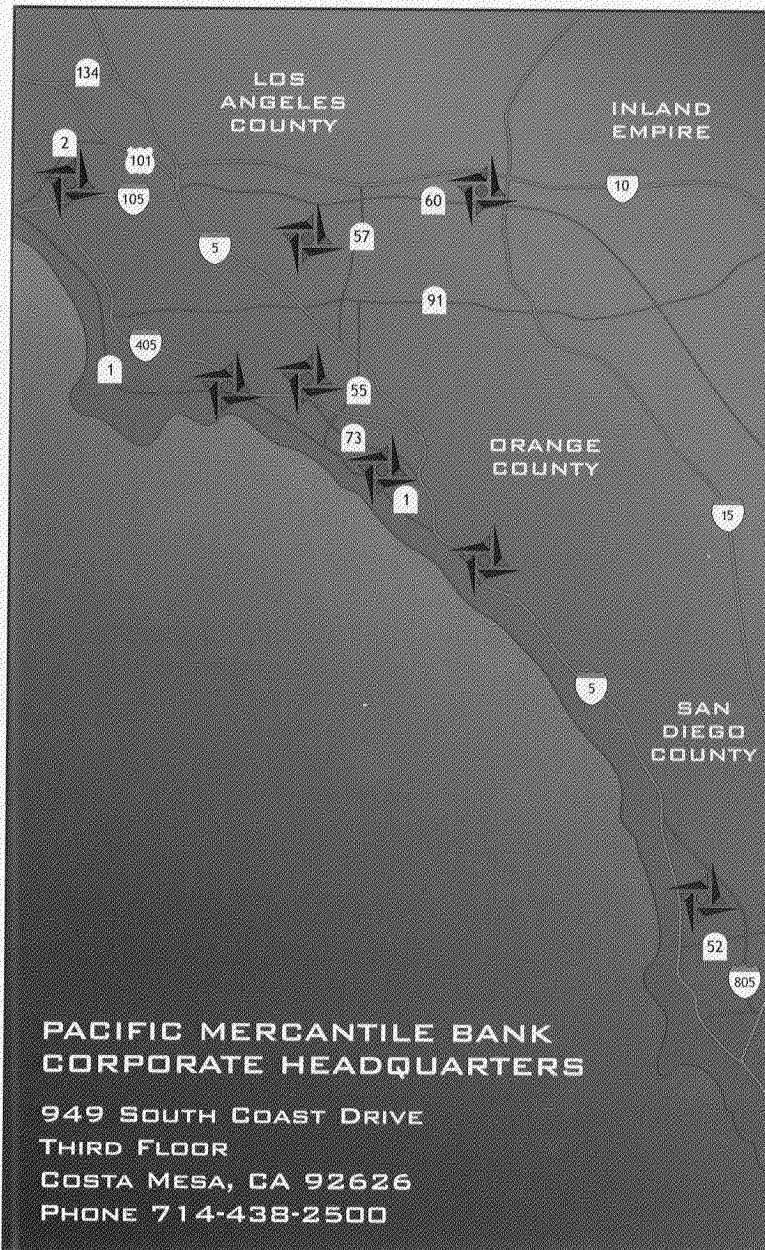 134
LOS
ANGELES
COUNTY
INLAND
EMPIRE
2
101
105
60
10
5
57
91
405
1
55
73
ORANGE
COUNTY
1
15
5
SAN
DIEGO
COUNTY
52
805
PACIFIC MERCANTILE BANK
CORPORATE HEADQUARTERS
949 SOUTH COAST DRIVE
THIRD FLOOR
COSTA MESA, CA 92626
PHONE 714-438-2500